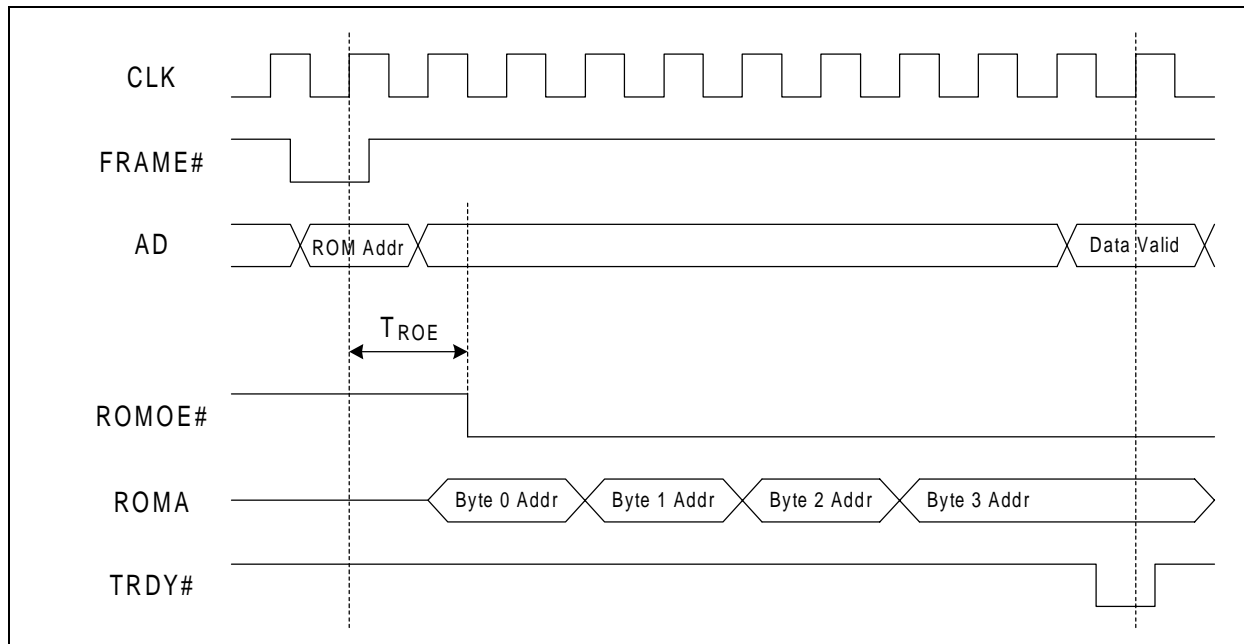 CLK
FRAME#
AD
ROM Addr
Data Valid
TROE
ROMOE#
ROMA
Byte 0 Addr
Byte 1 Addr
Byte 2 Addr
Byte 3 Addr
TRDY#